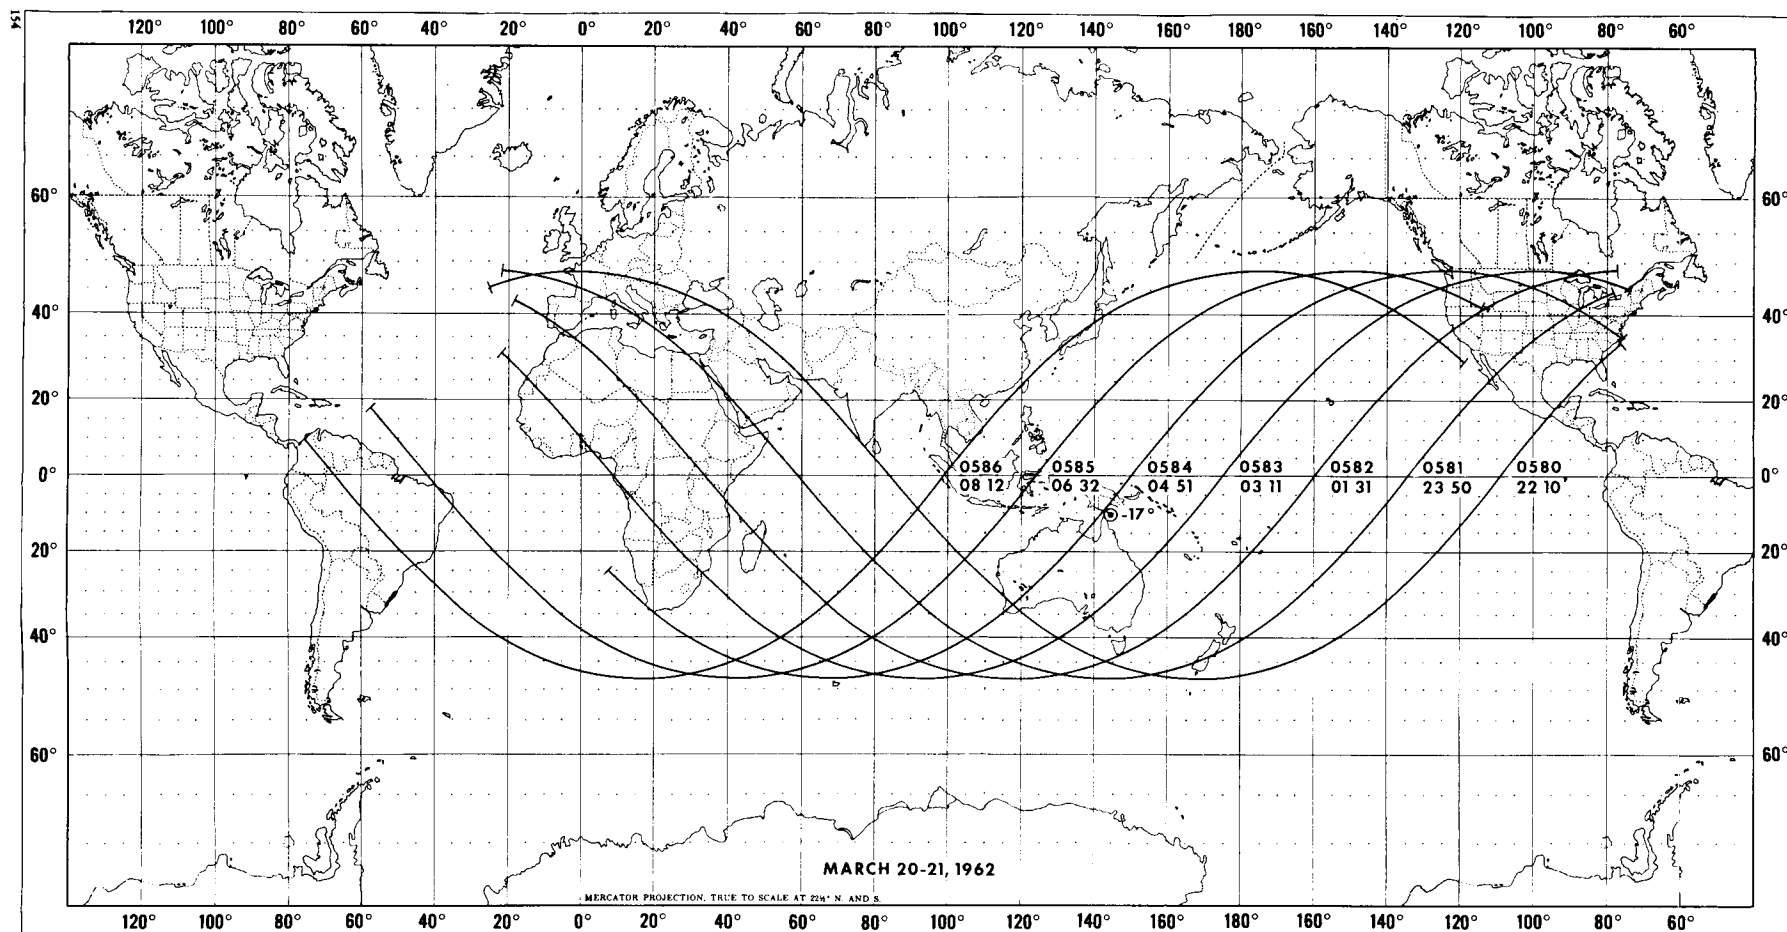 154
120° 100° 80° 60° 40° 20° 0° 20° 40° 60° 80° 100° 120° 140° 160° 180° 160° 140° 120° 100° 80° 60°
60° 60°
40° 40°
20° 20°
0586 0585 0584 0583 0582 0581 0580
0° 0°
08 12 06 32 04 51 03 11 01 31 23 50 22 10
-17°
20° 20°
40° 40°
60° 60°
MARCH 20-21, 1962
MERCATOR PROJECTION, TRUE TO SCALE AT 22½° N. AND S.
120° 100° 80° 60° 40° 20° 0° 20° 40° 60° 80° 100° 120° 140° 160° 180° 160° 140° 120° 100° 80° 60°